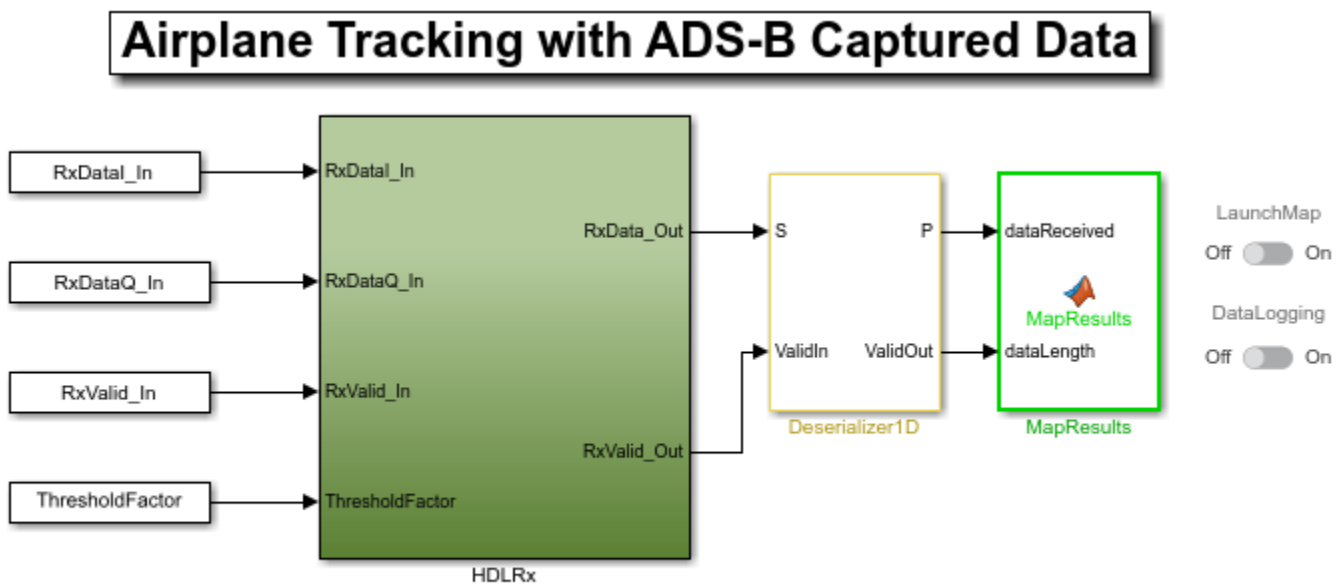 Airplane Tracking with ADS-B Captured Data
RxDataI_In
RxDataQ_In
RxValid_In
ThresholdFactor
RxDataI_In
RxDataQ_In
RxValid_In
ThresholdFactor
RxData_Out
RxValid_Out
HDLRx
S
P
ValidIn
ValidOut
Deserializer1D
dataReceived
MapResults
dataLength
MapResults
LaunchMap
Off
On
DataLogging
Off
On